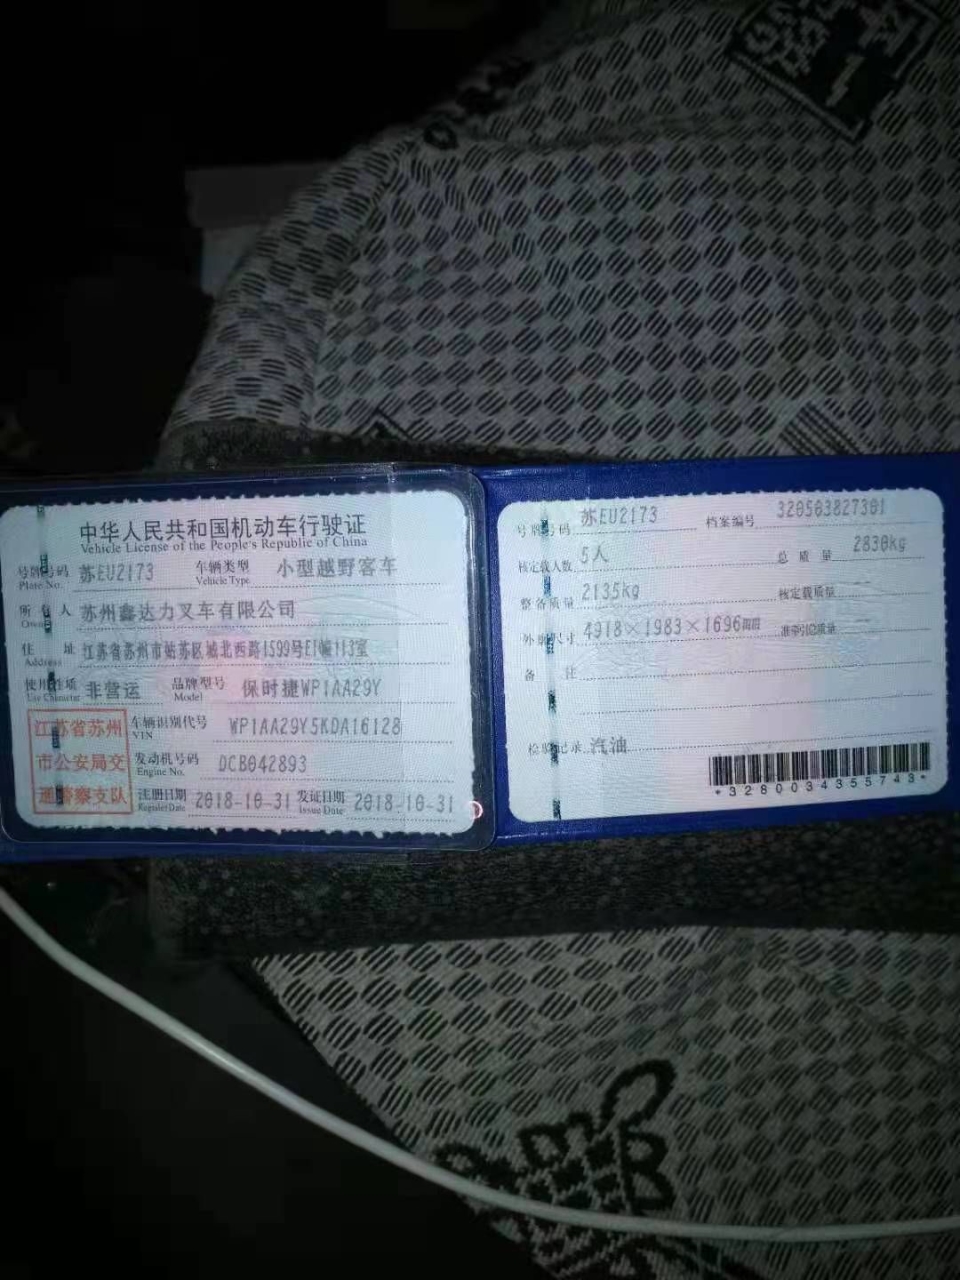 中华人民共和国机动车行驶证
Vehicle License of the People's Republic of China
号牌号码 苏EU2173 车辆类型 小型越野客车
Plate No. Vehicle Type
所有人 苏州鑫达力叉车有限公司
Owner
住址 江苏省苏州市姑苏区城北西路1599号E1幢113室
Address
使用性质 非营运 品牌型号 保时捷WP1AA29Y
Use Character Model
江苏省苏州
市公安局交
通警察支队
车辆识别代号 WP1AA29Y5KDA16128
VIN
发动机号码 DCB042893
Engine No.
注册日期 2018-10-31 发证日期 2018-10-31
Register Date Issue Date
号牌号码 苏EU2173 档案编号 320503827301
核定载人数 5人 总质量 2830kg
整备质量 2135kg 核定载质量 --
外廓尺寸 4918×1983×1696mm 准牵引总质量 --
备注
检验记录 汽油
*3280034355743*